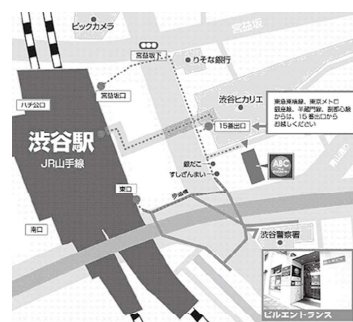 ビックカメラ
宮益坂
宮益坂下
りそな銀行
ハチ公口
宮益坂口
渋谷ヒカリエ
東急東横線、東京メトロ
銀座線、半蔵門線、副都心線
からは、15番出口から
お越しください
15番出口
渋谷駅
JR山手線
銀だこ
すしざんまい
ABC
東口
歩道橋
南口
渋谷警察署
ビルエントランス